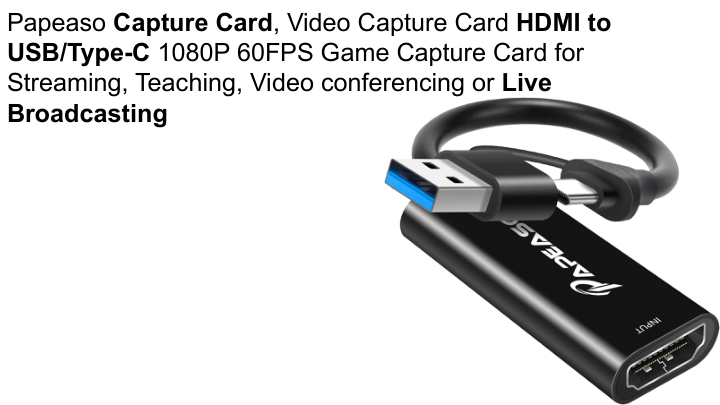 Papeaso Capture Card, Video Capture Card HDMI to
USB/Type-C 1080P 60FPS Game Capture Card for
Streaming, Teaching, Video conferencing or Live
Broadcasting
PAPEASO
INPUT